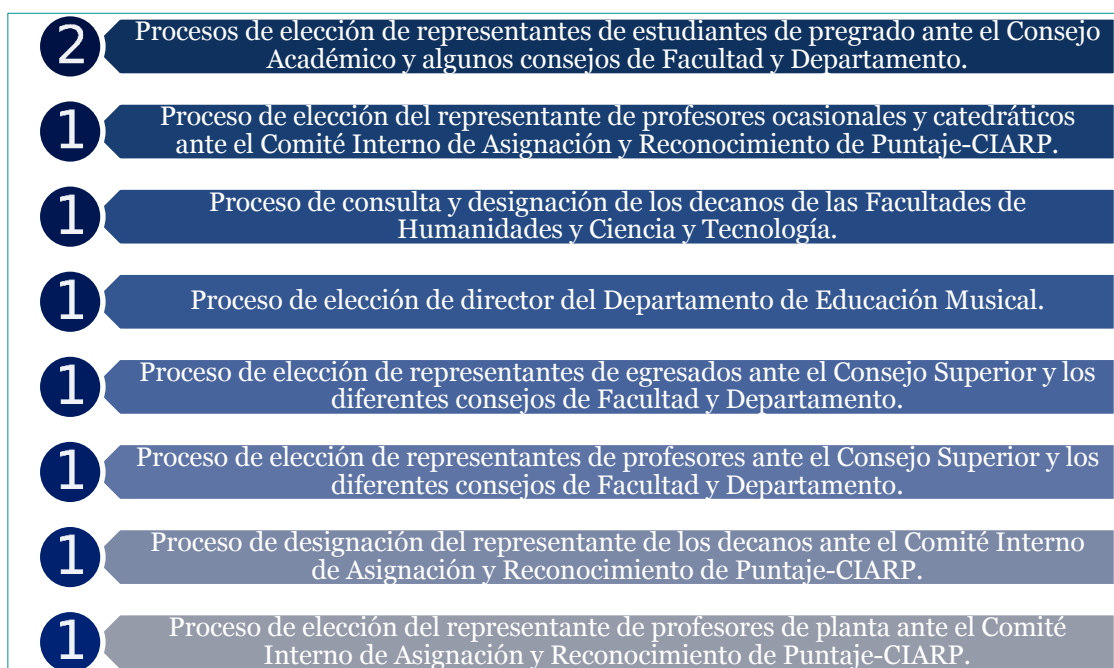 2
Procesos de elección de representantes de estudiantes de pregrado ante el Consejo
Académico y algunos consejos de Facultad y Departamento.
1
Proceso de elección del representante de profesores ocasionales y catedráticos
ante el Comité Interno de Asignación y Reconocimiento de Puntaje-CIARP.
1
Proceso de consulta y designación de los decanos de las Facultades de
Humanidades y Ciencia y Tecnología.
1
Proceso de elección de director del Departamento de Educación Musical.
1
Proceso de elección de representantes de egresados ante el Consejo Superior y los
diferentes consejos de Facultad y Departamento.
1
Proceso de elección de representantes de profesores ante el Consejo Superior y los
diferentes consejos de Facultad y Departamento.
1
Proceso de designación del representante de los decanos ante el Comité Interno
de Asignación y Reconocimiento de Puntaje-CIARP.
1
Proceso de elección del representante de profesores de planta ante el Comité
Interno de Asignación y Reconocimiento de Puntaje-CIARP.